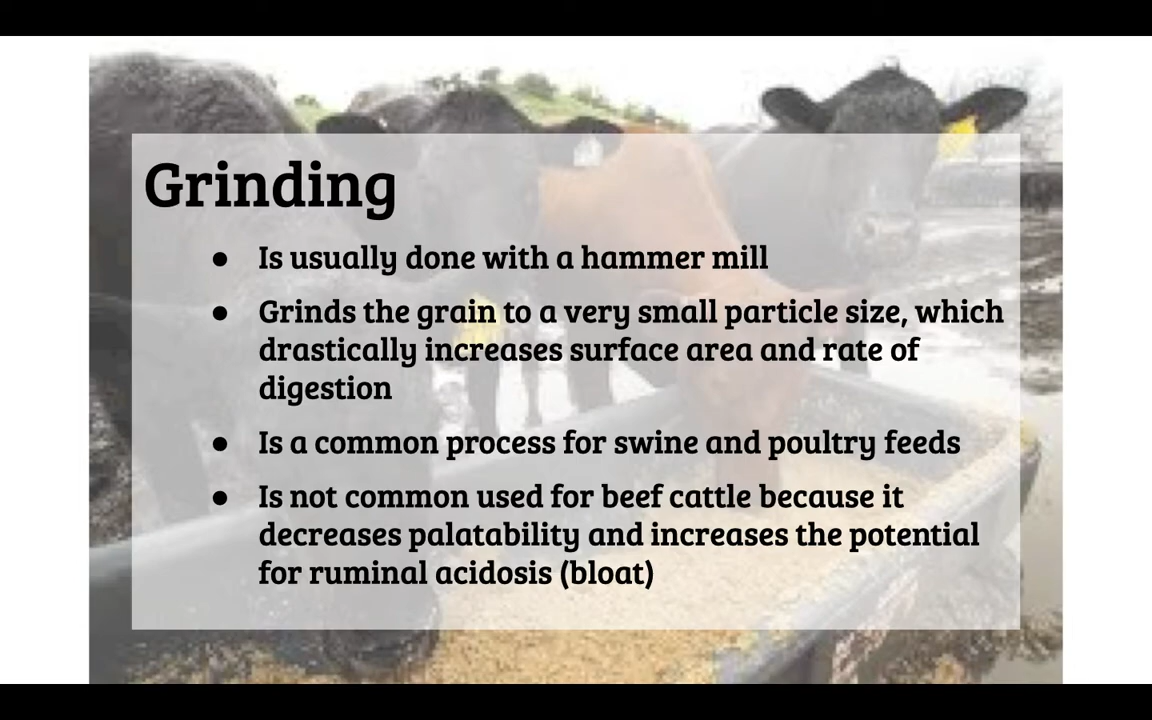 Grinding
● Is usually done with a hammer mill
● Grinds the grain to a very small particle size, which
drastically increases surface area and rate of
digestion
● Is a common process for swine and poultry feeds
● Is not common used for beef cattle because it
decreases palatability and increases the potential
for ruminal acidosis (bloat)